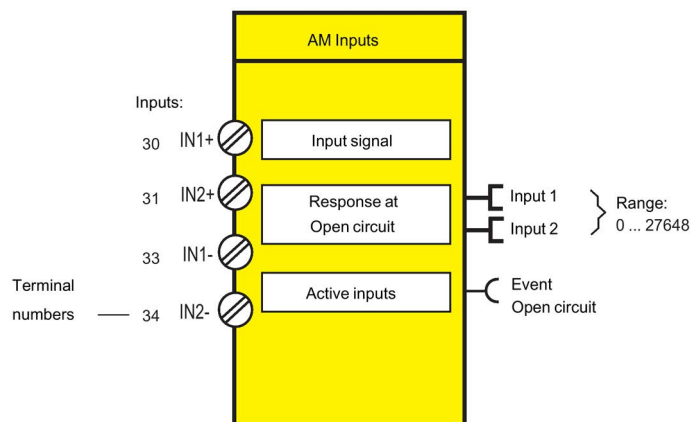 AM Inputs
Inputs:
30 IN1+
Input signal
31 IN2+
Response at
Open circuit
Input 1
Input 2
Range:
0 ... 27648
33 IN1-
Active inputs
Event
Open circuit
Terminal
numbers
34 IN2-